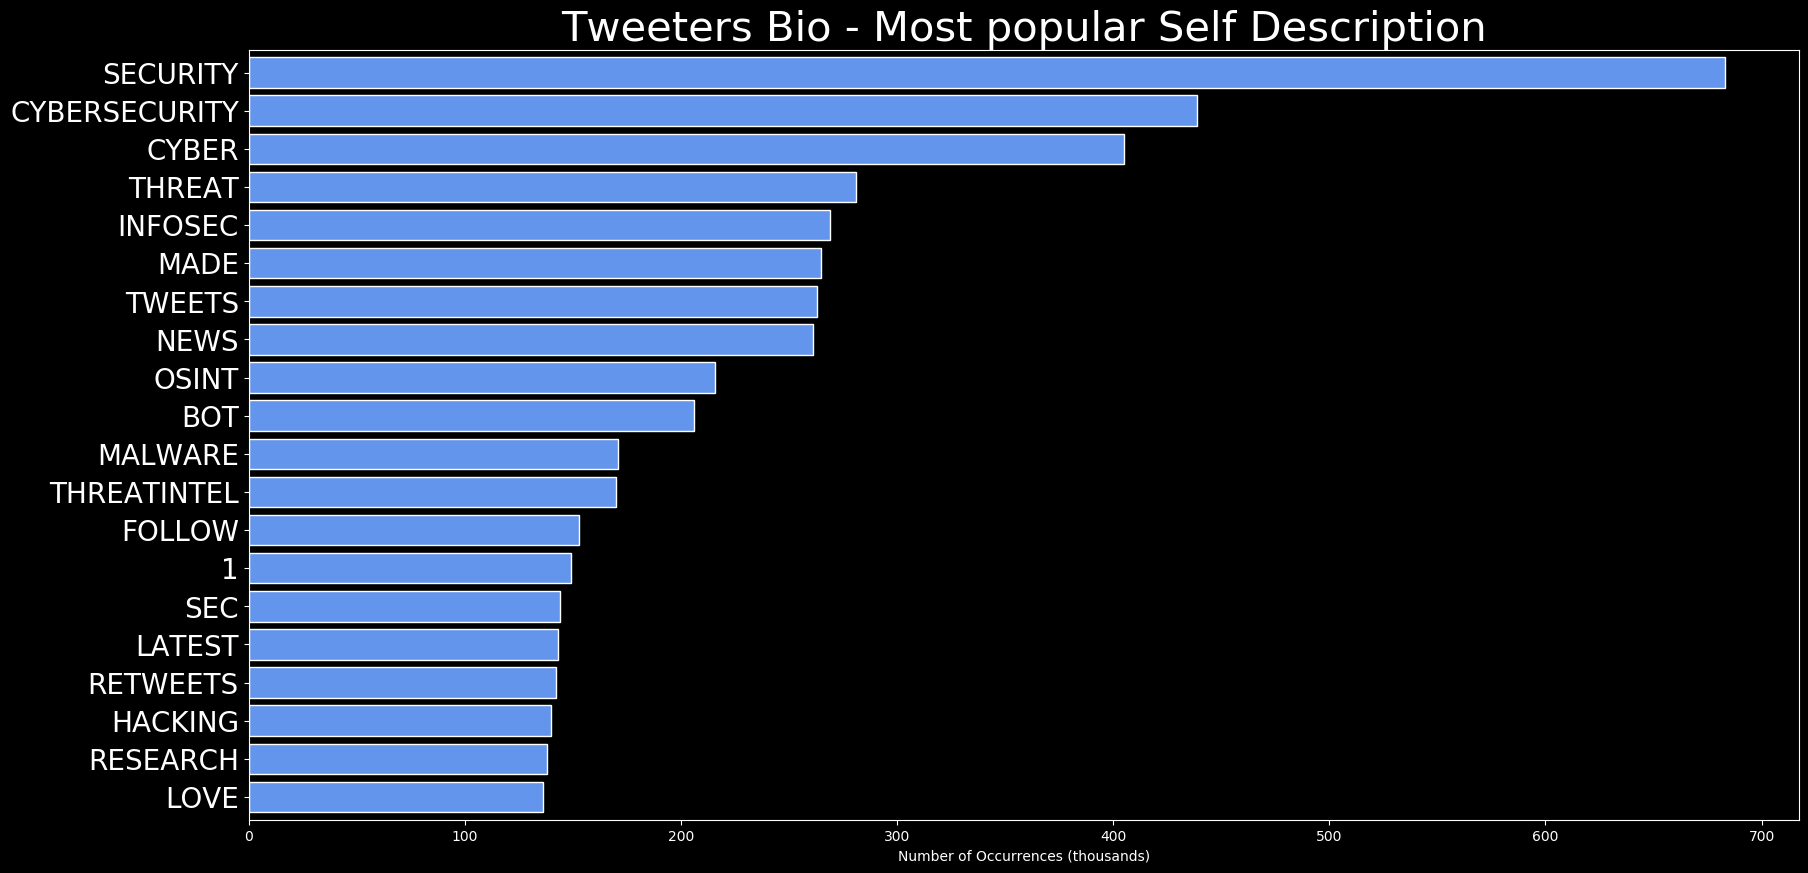 Tweeters Bio - Most popular Self Description
SECURITY
CYBERSECURITY
CYBER
THREAT
INFOSEC
MADE
TWEETS
NEWS
OSINT
BOT
MALWARE
THREATINTEL
FOLLOW
1
SEC
LATEST
RETWEETS
HACKING
RESEARCH
LOVE
0 100 200 300 400 500 600 700
Number of Occurrences (thousands)